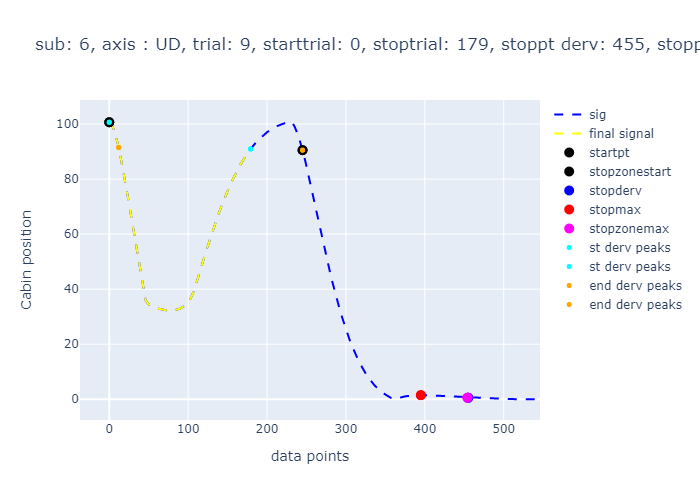 sub: 6, axis : UD, trial: 9, starttrial: 0, stoptrial: 179, stoppt derv: 455, stopp
100
80
60
40
20
0
Cabin position
0 100 200 300 400 500
data points
sig
final signal
startpt
stopzonestart
stopderv
stopmax
stopzonemax
st derv peaks
st derv peaks
end derv peaks
end derv peaks